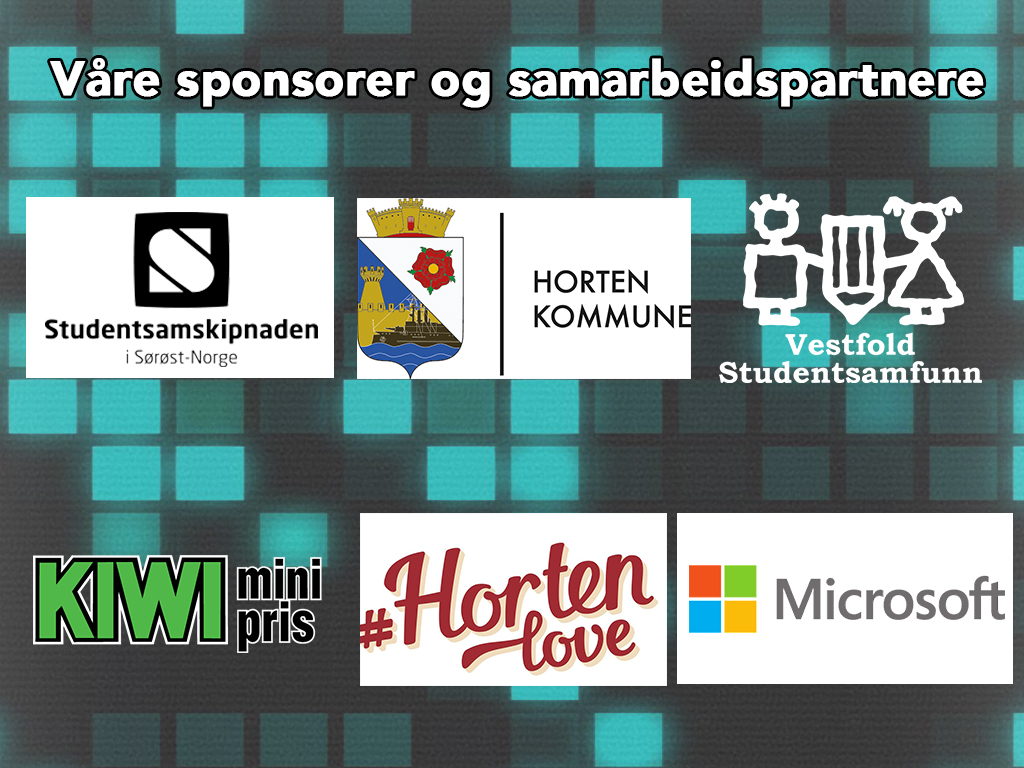 Våre sponsorer og samarbeidspartnere
Studentsamskipnaden
i Sørøst-Norge
HORTEN
KOMMUNE
Vestfold
Studentsamfunn
KIWI mini
pris
#Horten
love
Microsoft